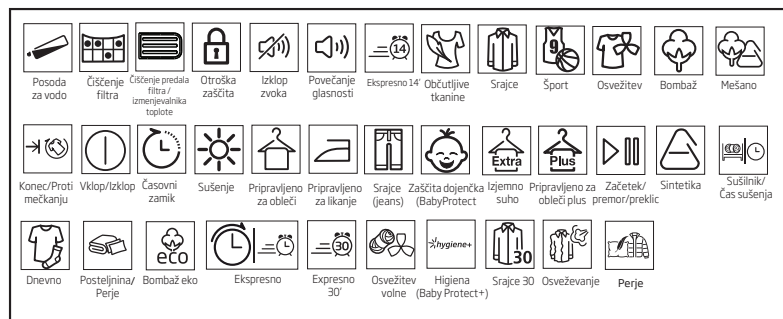 14
9
Posoda
za vodo
Čiščenje
filtra
Čiščenje predala
filtra /
izmenjevalnika
toplote
Otroška
zaščita
Izklop
zvoka
Povečanje
glasnosti
Ekspresno 14'
Občutljive
tkanine
Srajce
Šport
Osvežitev
Bombaž
Mešano
Extra
Plus
Konec/Proti
mečkanju
Vklop/Izklop
Časovni
zamik
Sušenje
Pripravljeno
za obleči
Pripravljeno
za likanje
Srajce
(jeans)
Zaščita dojenčka
(BabyProtect
Izjemno
suho
Pripravljeno za
obleči plus
Začetek/
premor/preklic
Sintetika
Sušilnik/
Čas sušenja
eco
30
hygiene+
30
Dnevno
Posteljnina/
Perje
Bombaž eko
Ekspresno
Expresno
30'
Osvežitev
volne
Higiena
(Baby Protect+)
Srajce 30
Osveževanje
Perje